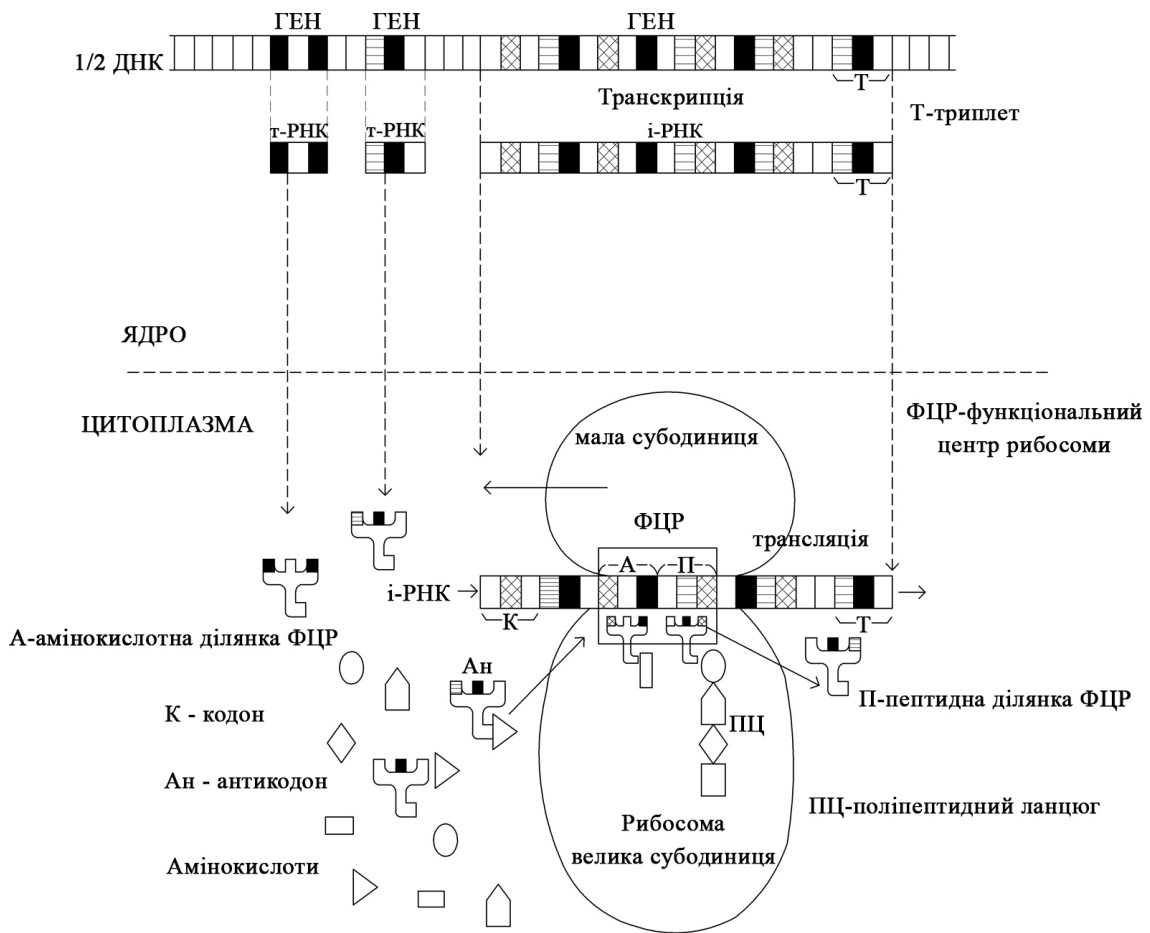 ГЕН
ГЕН
ГЕН
1/2 ДНК
Т
Транскрипція
Т-триплет
т-РНК
т-РНК
і-РНК
Т
ЯДРО
ЦИТОПЛАЗМА
мала субодиниця
ФЦР-функціональний
центр рибосоми
ФЦР
трансляція
А
П
і-РНК
К
Т
А-амінокислотна ділянка ФЦР
Ан
П-пептидна ділянка ФЦР
К - кодон
ПЦ
Ан - антикодон
ПЦ-поліпептидний ланцюг
Рибосома
велика субодиниця
Амінокислоти